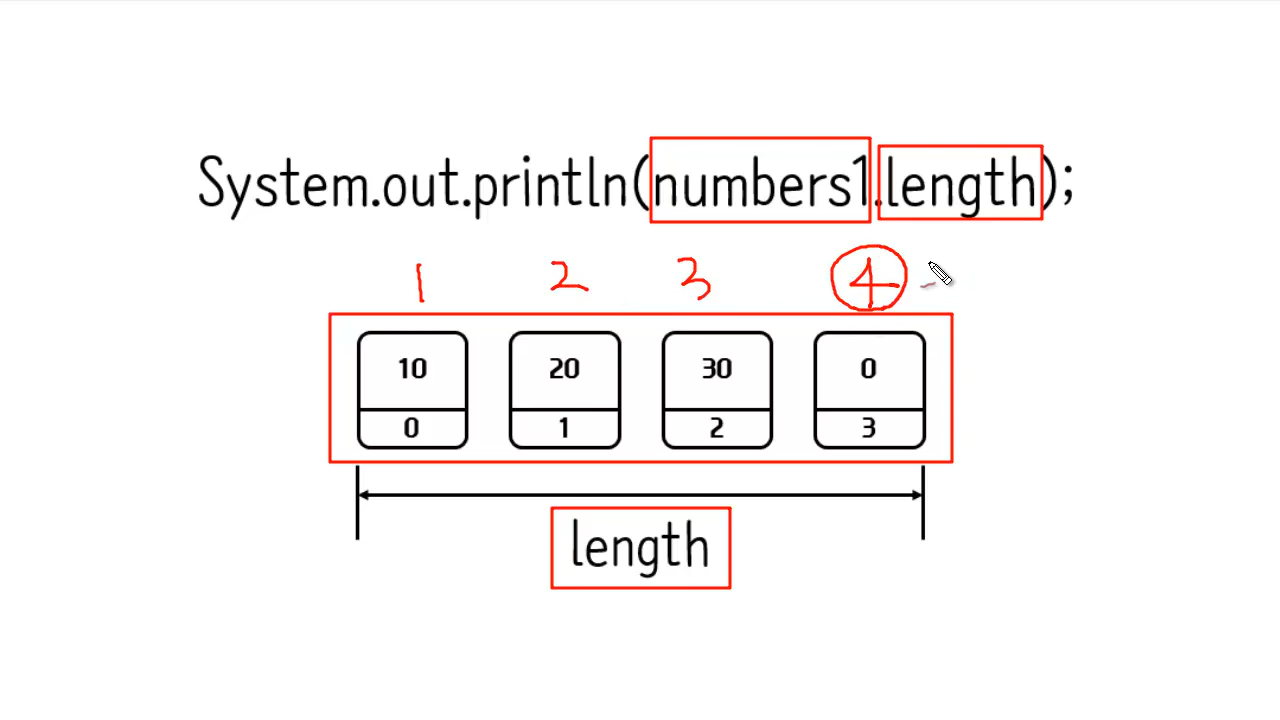 System.out.println(numbers1.length);
1 2 3 4
10 20 30 0
0 1 2 3
length